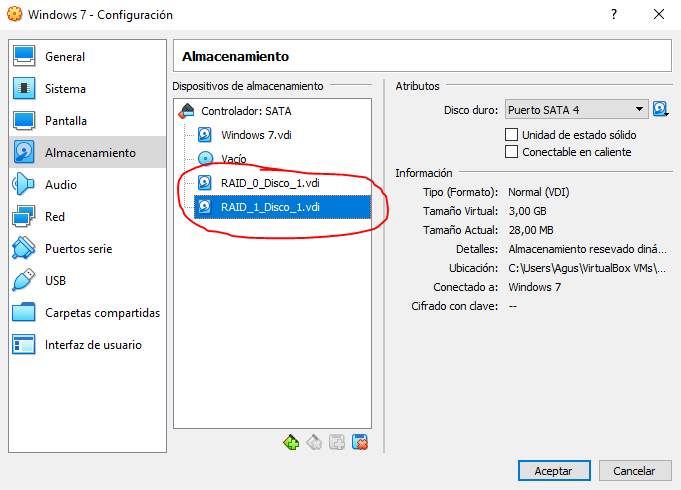 Windows 7 - Configuración
?
General
Sistema
Pantalla
Almacenamiento
Audio
Red
Puertos serie
USB
Carpetas compartidas
Interfaz de usuario
Almacenamiento
Dispositivos de almacenamiento
Controlador: SATA
Windows 7.vdi
Vacío
RAID_0_Disco_1.vdi
RAID_1_Disco_1.vdi
Atributos
Disco duro: Puerto SATA 4
Unidad de estado sólido
Conectable en caliente
Información
Tipo (Formato): Normal (VDI)
Tamaño Virtual: 3,00 GB
Tamaño Actual: 28,00 MB
Detalles: Almacenamiento resevado diná...
Ubicación: C:\Users\Agus\VirtualBox VMs\...
Conectado a: Windows 7
Cifrado con clave: --
Aceptar
Cancelar